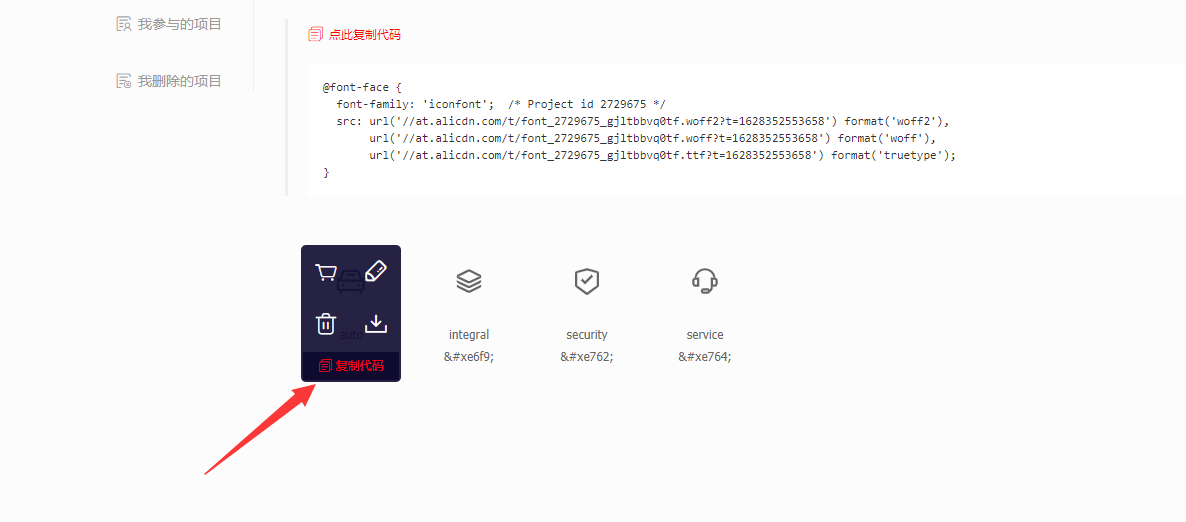 我参与的项目
我删除的项目
点此复制代码
@font-face {
  font-family: 'iconfont';  /* Project id 2729675 */
  src: url('//at.alicdn.com/t/font_2729675_gjltbbvq0tf.woff2?t=1628352553658') format('woff2'),
       url('//at.alicdn.com/t/font_2729675_gjltbbvq0tf.woff?t=1628352553658') format('woff'),
       url('//at.alicdn.com/t/font_2729675_gjltbbvq0tf.ttf?t=1628352553658') format('truetype');
}
auto
integral
security
service
&#xe6f9;
&#xe762;
&#xe764;
复制代码